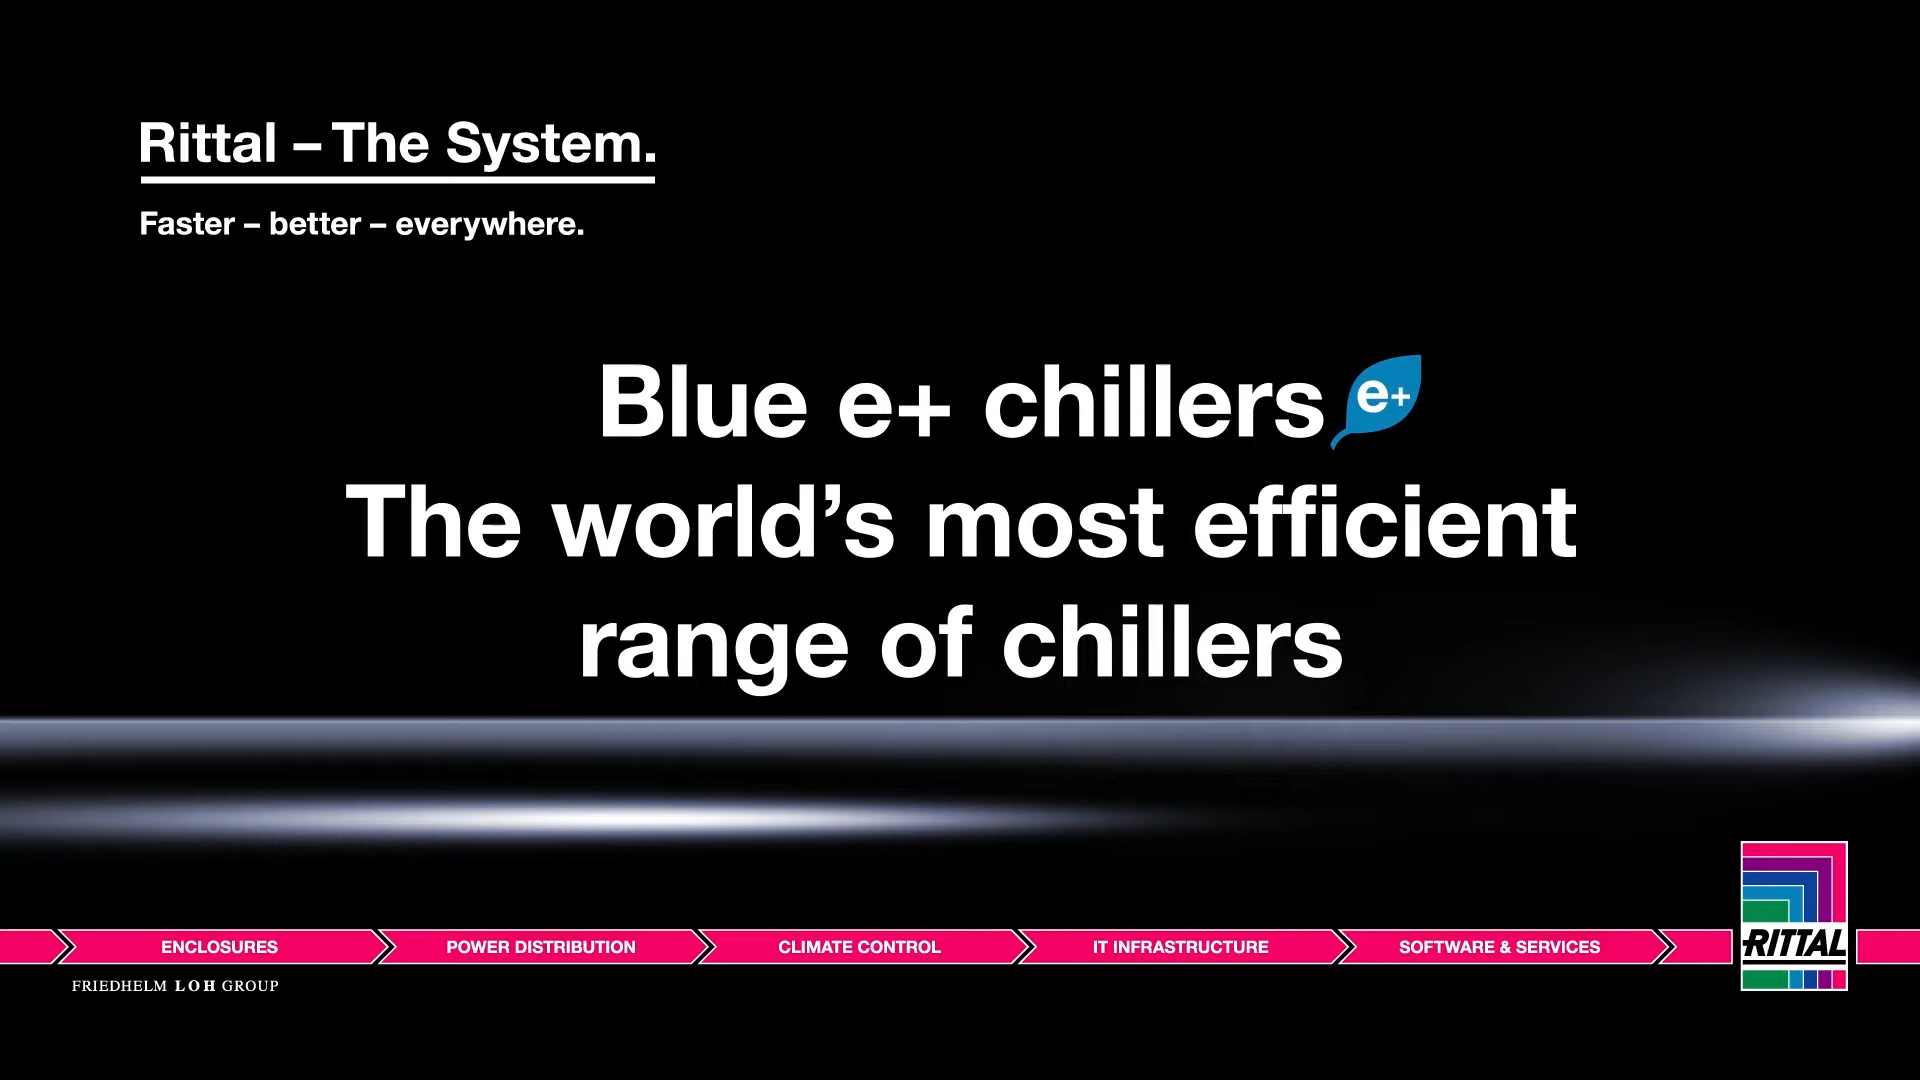 Rittal – The System.
Faster – better – everywhere.
Blue e+ chillers e+
The world’s most efficient
range of chillers
ENCLOSURES POWER DISTRIBUTION CLIMATE CONTROL IT INFRASTRUCTURE SOFTWARE & SERVICES
RITTAL
FRIEDHELM LOH GROUP